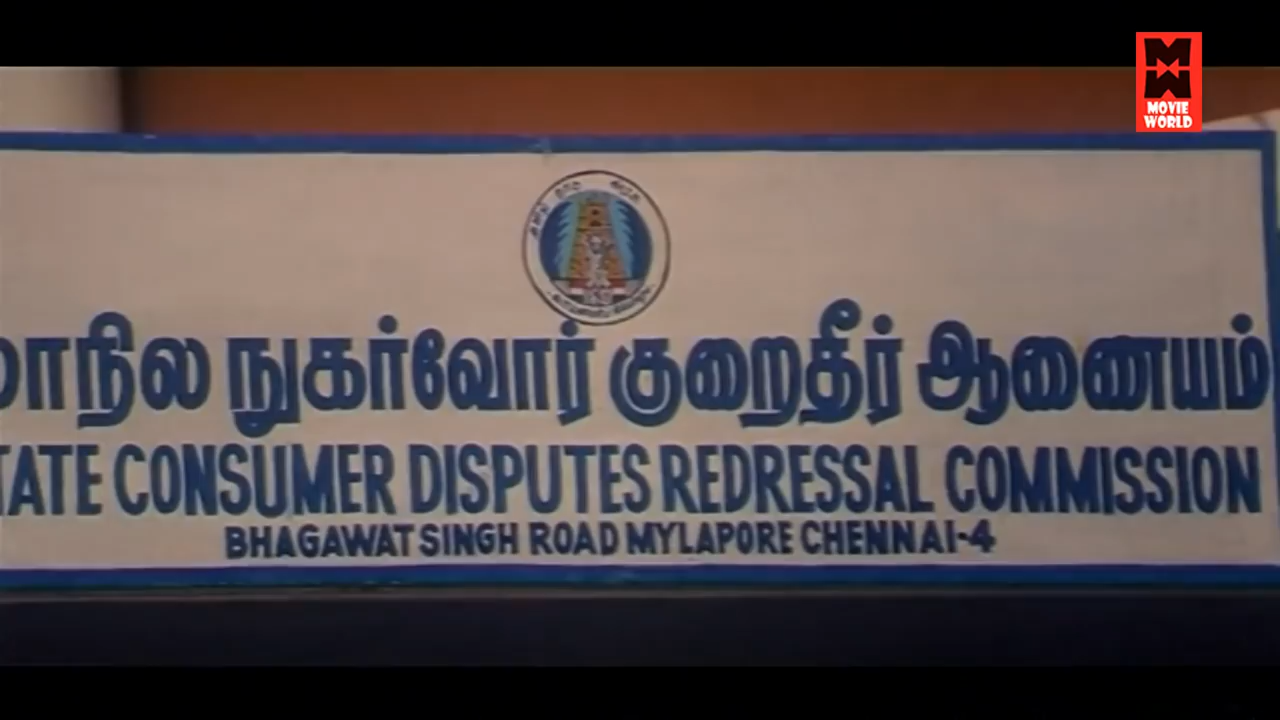 MOVIE
WORLD
மாநில நுகர்வோர் குறைதீர் ஆணையம்
TATE CONSUMER DISPUTES REDRESSAL COMMISSION
BHAGAWAT SINGH ROAD MYLAPORE CHENNAI-4